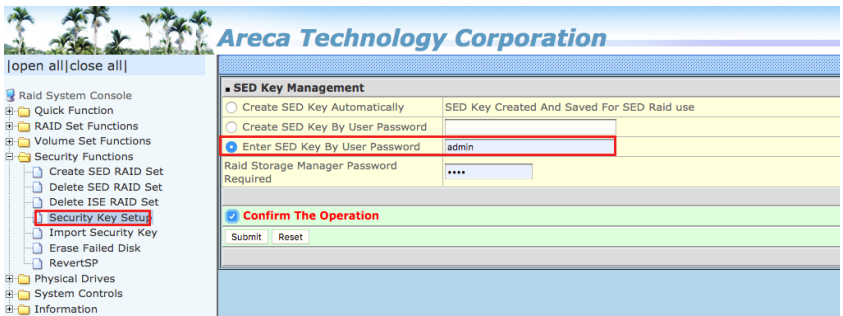 Areca Technology Corporation
|open all|close all|
Raid System Console
Quick Function
RAID Set Functions
Volume Set Functions
Security Functions
Create SED RAID Set
Delete SED RAID Set
Delete ISE RAID Set
Security Key Setup
Import Security Key
Erase Failed Disk
RevertSP
Physical Drives
System Controls
Information
SED Key Management
Create SED Key Automatically SED Key Created And Saved For SED Raid use
Create SED Key By User Password
Enter SED Key By User Password admin
Raid Storage Manager Password
Required ••••
Confirm The Operation
Submit Reset